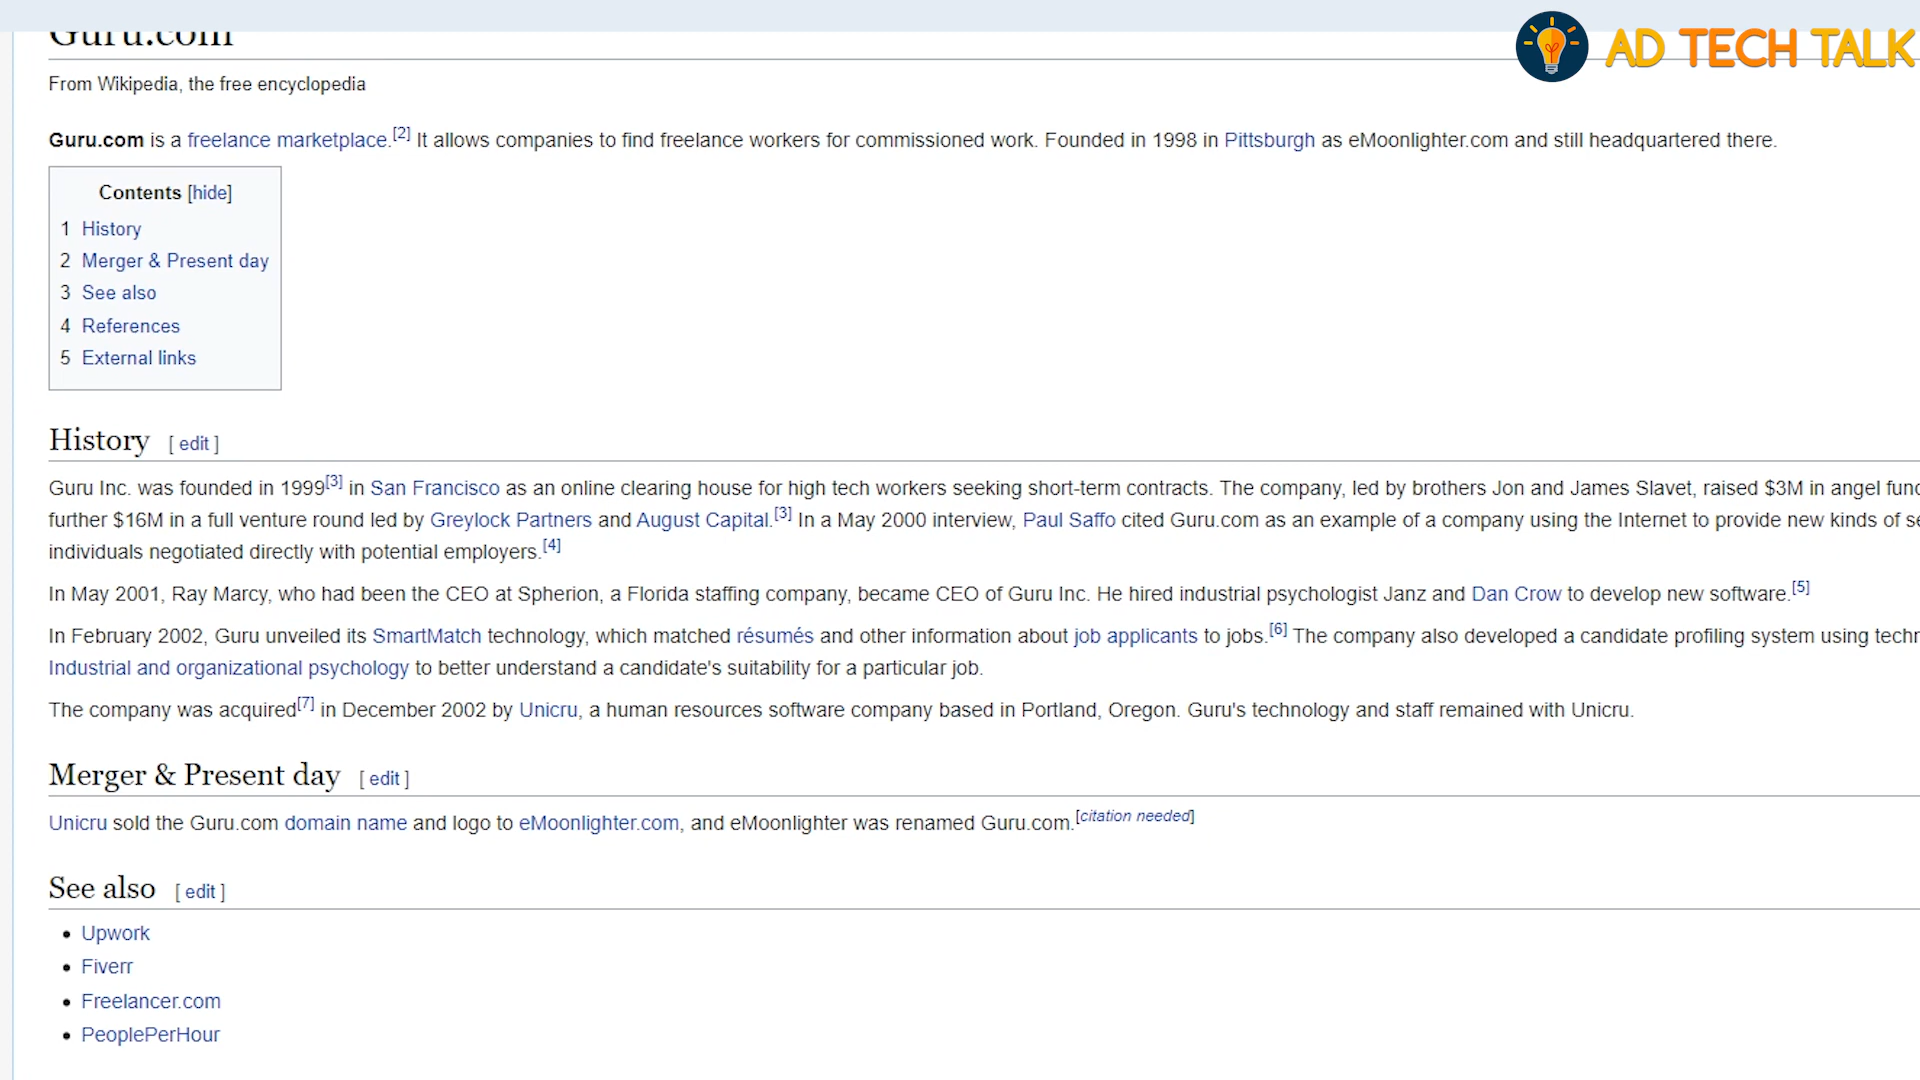 Guru.com
AD TECH TALK
From Wikipedia, the free encyclopedia
Guru.com is a freelance marketplace.[2] It allows companies to find freelance workers for commissioned work. Founded in 1998 in Pittsburgh as eMoonlighter.com and still headquartered there.
Contents [hide]
1 History
2 Merger & Present day
3 See also
4 References
5 External links
History [ edit ]
Guru Inc. was founded in 1999[3] in San Francisco as an online clearing house for high tech workers seeking short-term contracts. The company, led by brothers Jon and James Slavet, raised $3M in angel
further $16M in a full venture round led by Greylock Partners and August Capital.[3] In a May 2000 interview, Paul Saffo cited Guru.com as an example of a company using the Internet to provide new kinds of
individuals negotiated directly with potential employers.[4]
In May 2001, Ray Marcy, who had been the CEO at Spherion, a Florida staffing company, became CEO of Guru Inc. He hired industrial psychologist Janz and Dan Crow to develop new software.[5]
In February 2002, Guru unveiled its SmartMatch technology, which matched résumés and other information about job applicants to jobs.[6] The company also developed a candidate profiling system using
Industrial and organizational psychology to better understand a candidate's suitability for a particular job.
The company was acquired[7] in December 2002 by Unicru, a human resources software company based in Portland, Oregon. Guru's technology and staff remained with Unicru.
Merger & Present day [ edit ]
Unicru sold the Guru.com domain name and logo to eMoonlighter.com, and eMoonlighter was renamed Guru.com.[citation needed]
See also [ edit ]
• Upwork
• Fiverr
• Freelancer.com
• PeoplePerHour